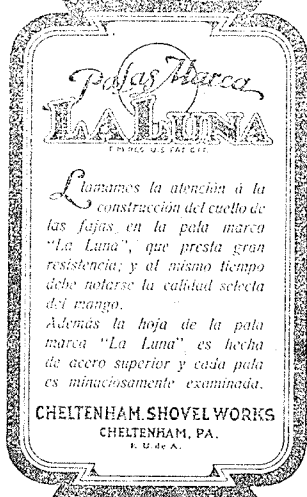 Palas Marca
LA LUNA
T.M. REG. U.S. PAT. OFF.
Llamamos la atención á la
construcción del cuello de
las fajas, en la pala marca
"La Luna", que presta gran
resistencia; y al mismo tiempo
debe notarse la calidad selecta
del mango.
Además la hoja de la pala
marca "La Luna" es hecha
de acero superior y cada pala
es minuciosamente examinada.
CHELTENHAM SHOVEL WORKS
CHELTENHAM, PA.
E. U. de A.